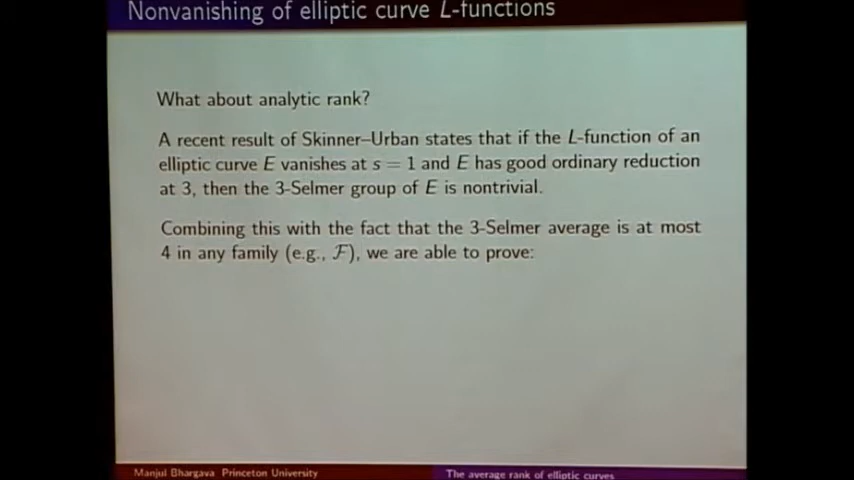 Nonvanishing of elliptic curve L-functions
What about analytic rank?
A recent result of Skinner–Urban states that if the L-function of an
elliptic curve E vanishes at s = 1 and E has good ordinary reduction
at 3, then the 3-Selmer group of E is nontrivial.
Combining this with the fact that the 3-Selmer average is at most
4 in any family (e.g., F), we are able to prove:
Manjul Bhargava Princeton University
The average rank of elliptic curves